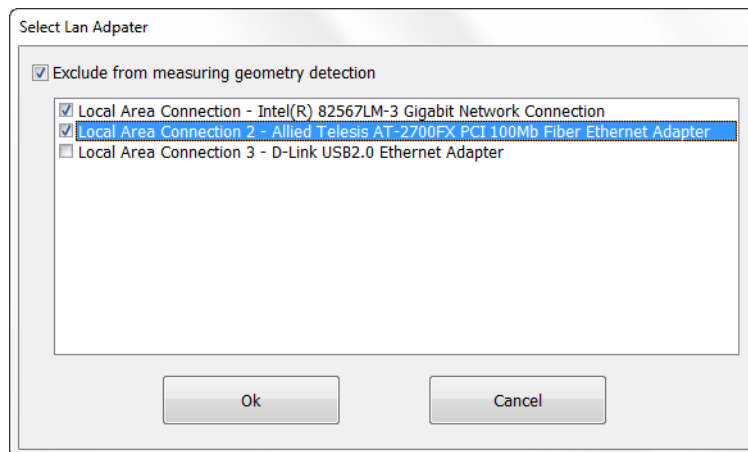 Select Lan Adpater
Exclude from measuring geometry detection
Local Area Connection - Intel(R) 82567LM-3 Gigabit Network Connection
Local Area Connection 2 - Allied Telesis AT-2700FX PCI 100Mb Fiber Ethernet Adapter
Local Area Connection 3 - D-Link USB2.0 Ethernet Adapter
Ok Cancel